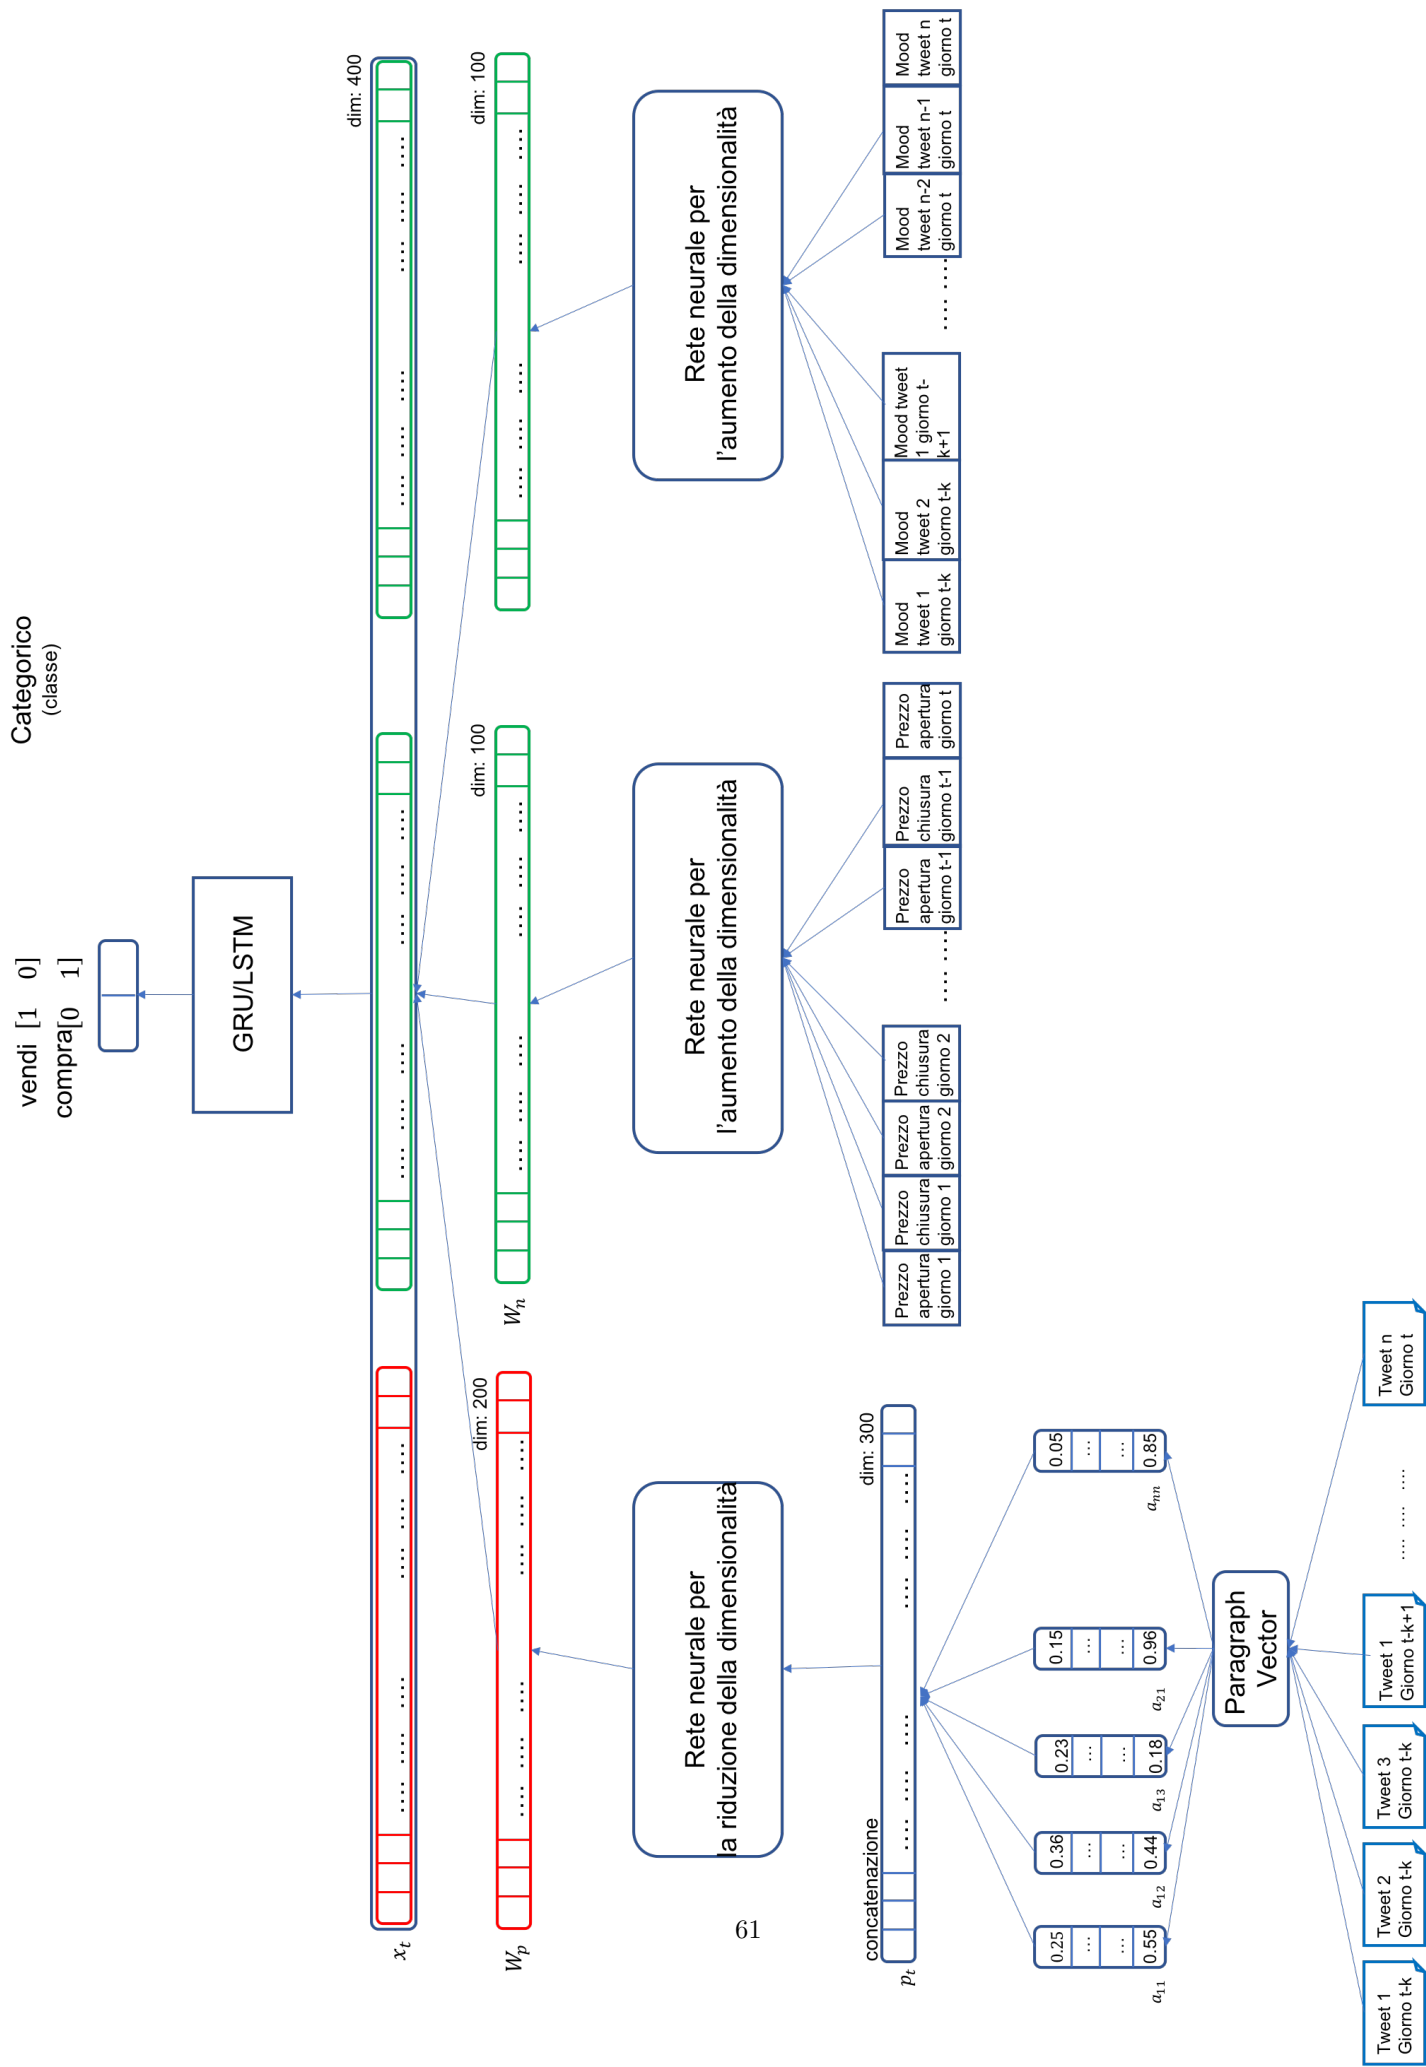 vendi [1 0]
compra[0 1]
Categorico
(classe)
GRU/LSTM
dim: 400
x_t
..... ..... .... ..... ..... .... ..... ..... ....
..... ..... .... ..... ..... ....
dim: 200
W_p
..... ..... .... ..... ..... ....
dim: 100
W_n
..... ..... .... ..... ..... ....
dim: 100
..... ..... .... ..... ..... ....
Rete neurale per
la riduzione della dimensionalità
Rete neurale per
l'aumento della dimensionalità
Rete neurale per
l'aumento della dimensionalità
concatenazione
dim: 300
p_t
.... .... .... .... .... ....
Prezzo
apertura
giorno 1
Prezzo
chiusura
giorno 1
Prezzo
apertura
giorno 2
Prezzo
chiusura
giorno 2
.... ....
Prezzo
apertura
giorno t-1
Prezzo
chiusura
giorno t-1
Prezzo
apertura
giorno t
Mood
tweet 1
giorno t-k
Mood
tweet 2
giorno t-k
Mood tweet
1 giorno t-
k+1
.... ....
Mood
tweet n-2
giorno t
Mood
tweet n-1
giorno t
Mood
tweet n
giorno t
0.25
...
...
0.55
a_11
0.36
...
...
0.44
a_12
0.23
...
...
0.18
a_13
0.15
...
...
0.96
a_21
0.05
...
...
0.85
a_nn
Paragraph
Vector
Tweet 1
Giorno t-k
Tweet 2
Giorno t-k
Tweet 3
Giorno t-k
Tweet 1
Giorno t-k+1
.... .... ....
Tweet n
Giorno t
61